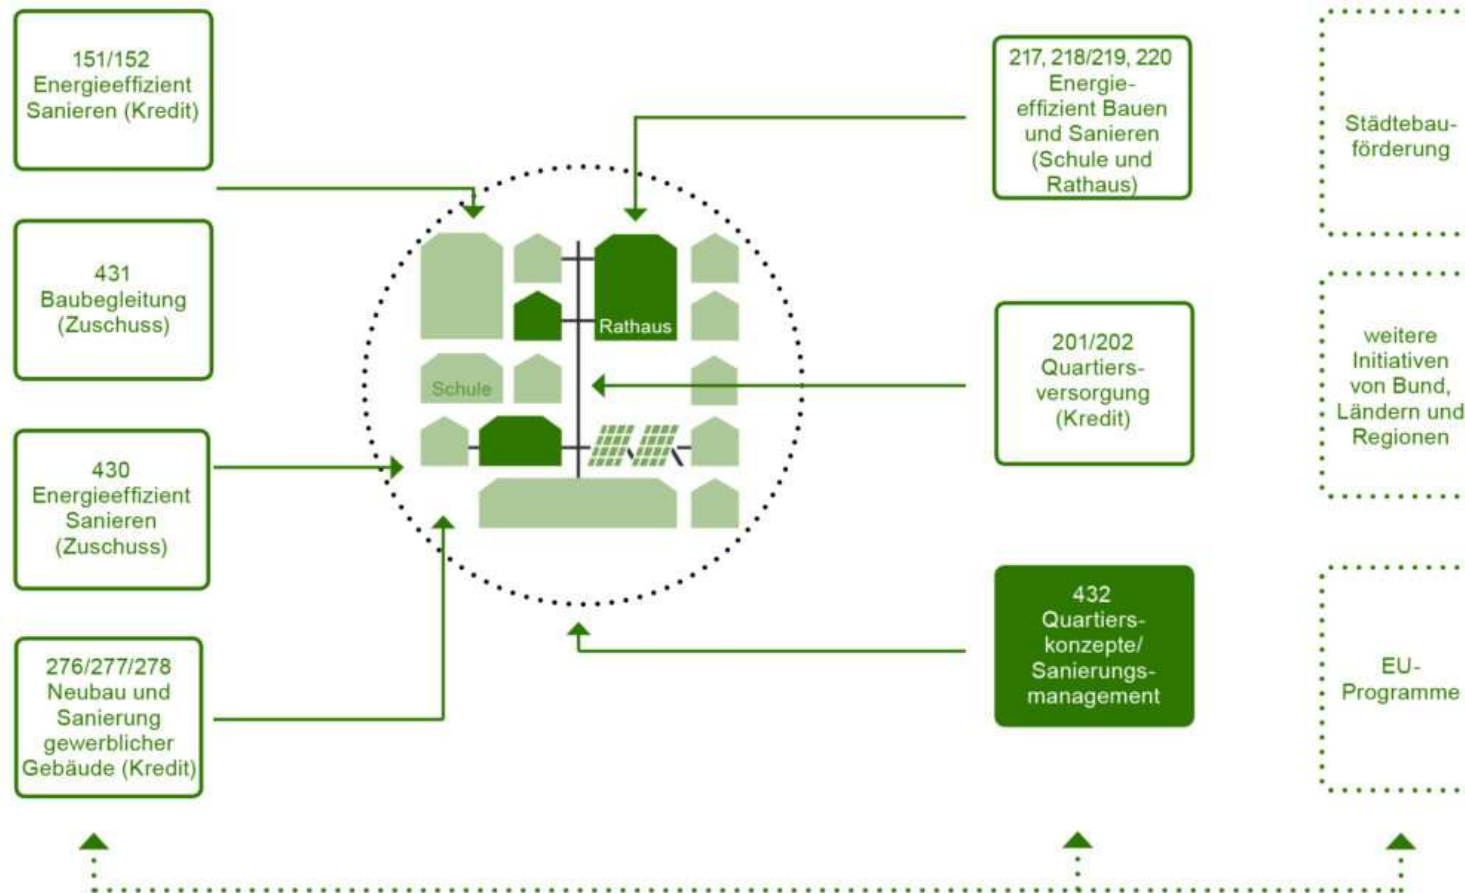 151/152
Energieeffizient
Sanieren (Kredit)
431
Baubegleitung
(Zuschuss)
430
Energieeffizient
Sanieren
(Zuschuss)
276/277/278
Neubau und
Sanierung
gewerblicher
Gebäude (Kredit)
Rathaus
Schule
217, 218/219, 220
Energie-
effizient Bauen
und Sanieren
(Schule und
Rathaus)
201/202
Quartiers-
versorgung
(Kredit)
432
Quartiers-
konzepte/
Sanierungs-
management
Städtebau-
förderung
weitere
Initiativen
von Bund,
Ländern und
Regionen
EU-
Programme